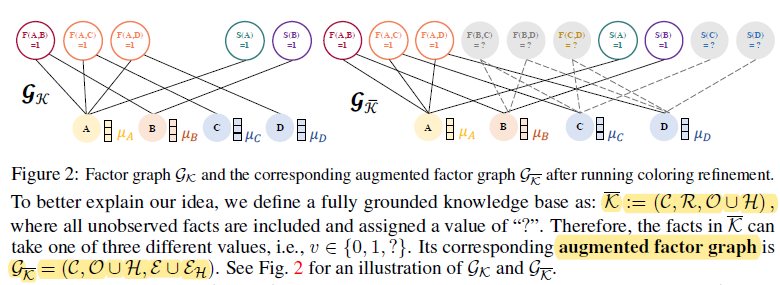 F(A,B) F(A,C) F(A,D) S(A) S(B) F(A,B) F(A,C) F(A,D) F(B,C) F(B,D) F(C,D) S(A) S(B) S(C) S(D)
=1 =1 =1 =1 =1 =1 =1 =1 = ? = ? = ? =1 =1 = ? = ?
𝒢_𝒦 𝒢_𝒦̅
A μ_A B μ_B C μ_C D μ_D A μ_A B μ_B C μ_C D μ_D
Figure 2: Factor graph 𝒢_𝒦 and the corresponding augmented factor graph 𝒢_𝒦̅ after running coloring refinement.
To better explain our idea, we define a fully grounded knowledge base as: 𝒦̅ := (𝒞, ℛ, 𝒪 ∪ ℋ),
where all unobserved facts are included and assigned a value of “?”. Therefore, the facts in 𝒦̅ can
take one of three different values, i.e., v ∈ {0, 1, ?}. Its corresponding augmented factor graph is
𝒢_𝒦̅ = (𝒞, 𝒪 ∪ ℋ, ℰ ∪ ℰ_ℋ). See Fig. 2 for an illustration of 𝒢_𝒦 and 𝒢_𝒦̅.